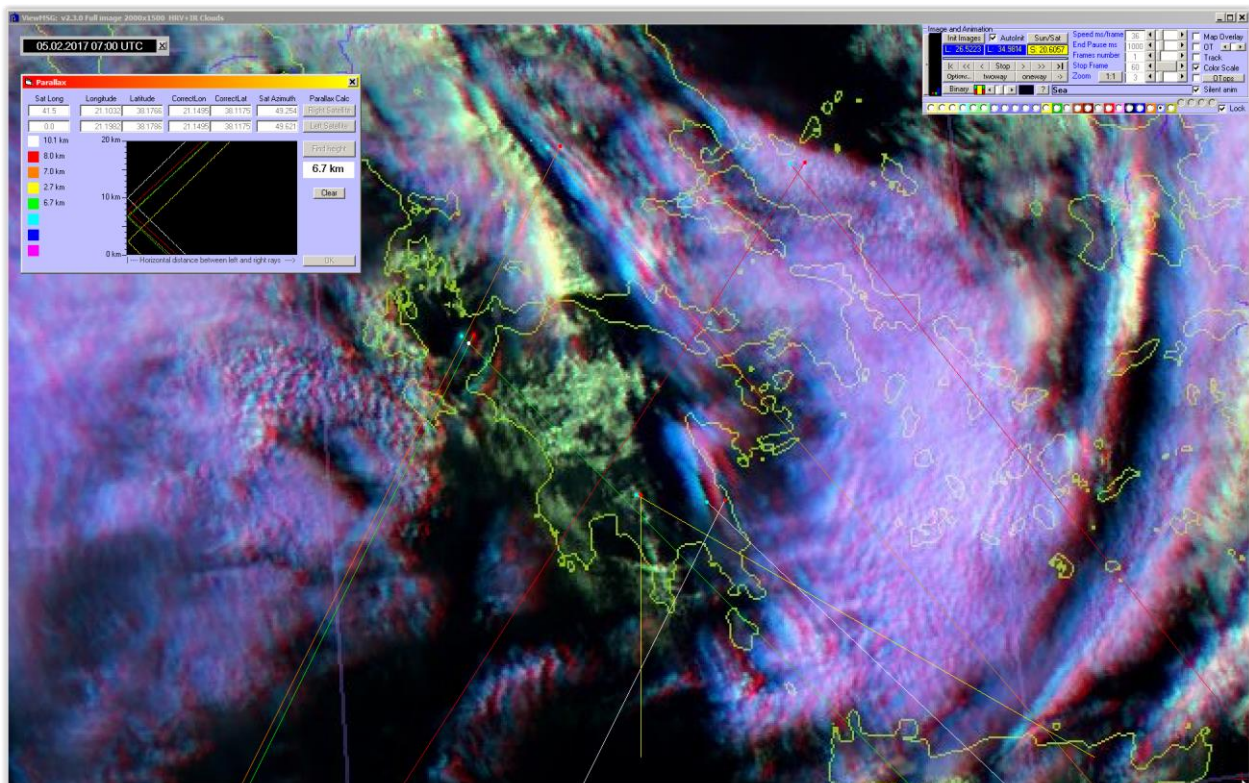 ViewMSG: v2.3.0 Full image 2000x1500 HRV+IR Clouds
05.02.2017 07:00 UTC
Parallax
Sat Long Longitude Latitude CorrectLon CorrectLat Sat Azimuth Parallax Calc
41.5 21.1032 38.1766 21.1495 38.1179 49.254 Right Satellite
0.0 21.1982 38.1786 21.1495 38.1175 49.621 Left Satellite
10.1 km
8.0 km
7.0 km
2.7 km
6.7 km
20 km
10 km
0 km
|--- Horizontal distance between left and right rays --->
Find height
6.7 km
Clear
OK
Image and Animation
Init Images AutoInit Sun/Sat
L: 26.5223 L: 34.9814 S: 20.6057
|< << < Stop > >> >|
Options... twoway oneway ->
Binary ? Sea
Speed ms/frame 36
End Pause ms 1000
Frames number 1
Stop Frame 60
Zoom 1:1 3
Map Overlay
OT
Track
Color Scale
OTops
Silent anim
Lock